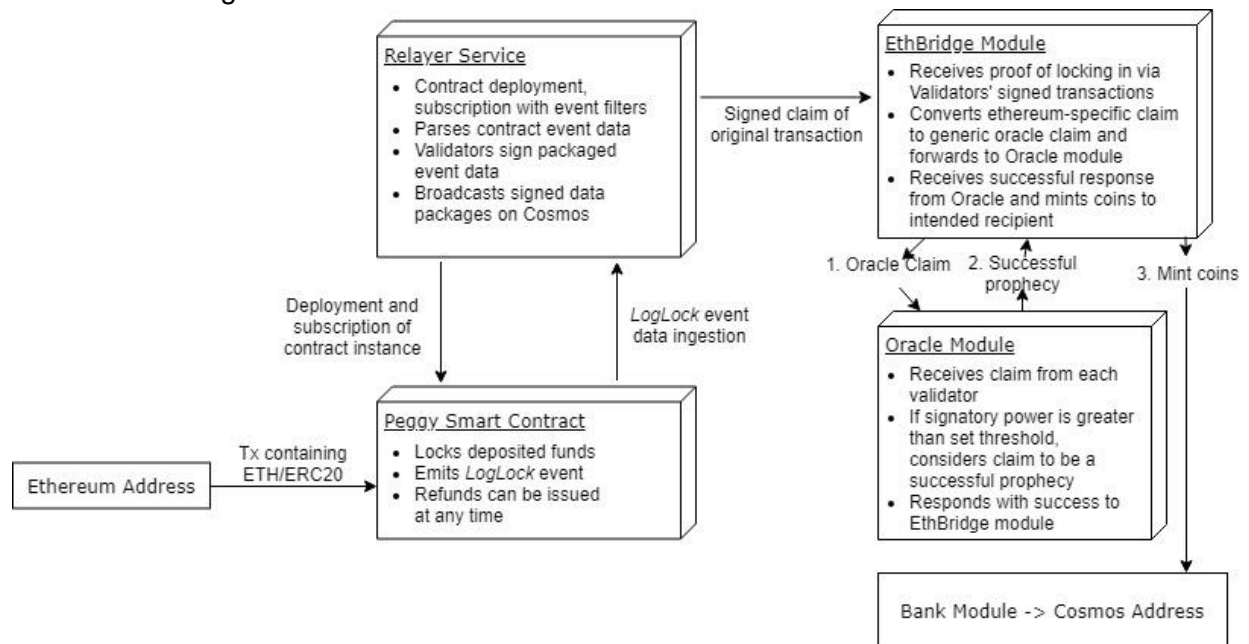 Relayer Service
• Contract deployment,
subscription with event filters
• Parses contract event data
• Validators sign packaged
event data
• Broadcasts signed data
packages on Cosmos
Signed claim of
original transaction
EthBridge Module
• Receives proof of locking in via
Validators' signed transactions
• Converts ethereum-specific claim
to generic oracle claim and
forwards to Oracle module
• Receives successful response
from Oracle and mints coins to
intended recipient
1. Oracle Claim
2. Successful
prophecy
3. Mint coins
Deployment and
subscription of
contract instance
LogLock event
data ingestion
Oracle Module
• Receives claim from each
validator
• If signatory power is greater
than set threshold,
considers claim to be a
successful prophecy
• Responds with success to
EthBridge module
Ethereum Address
Tx containing
ETH/ERC20
Peggy Smart Contract
• Locks deposited funds
• Emits LogLock event
• Refunds can be issued
at any time
Bank Module -> Cosmos Address